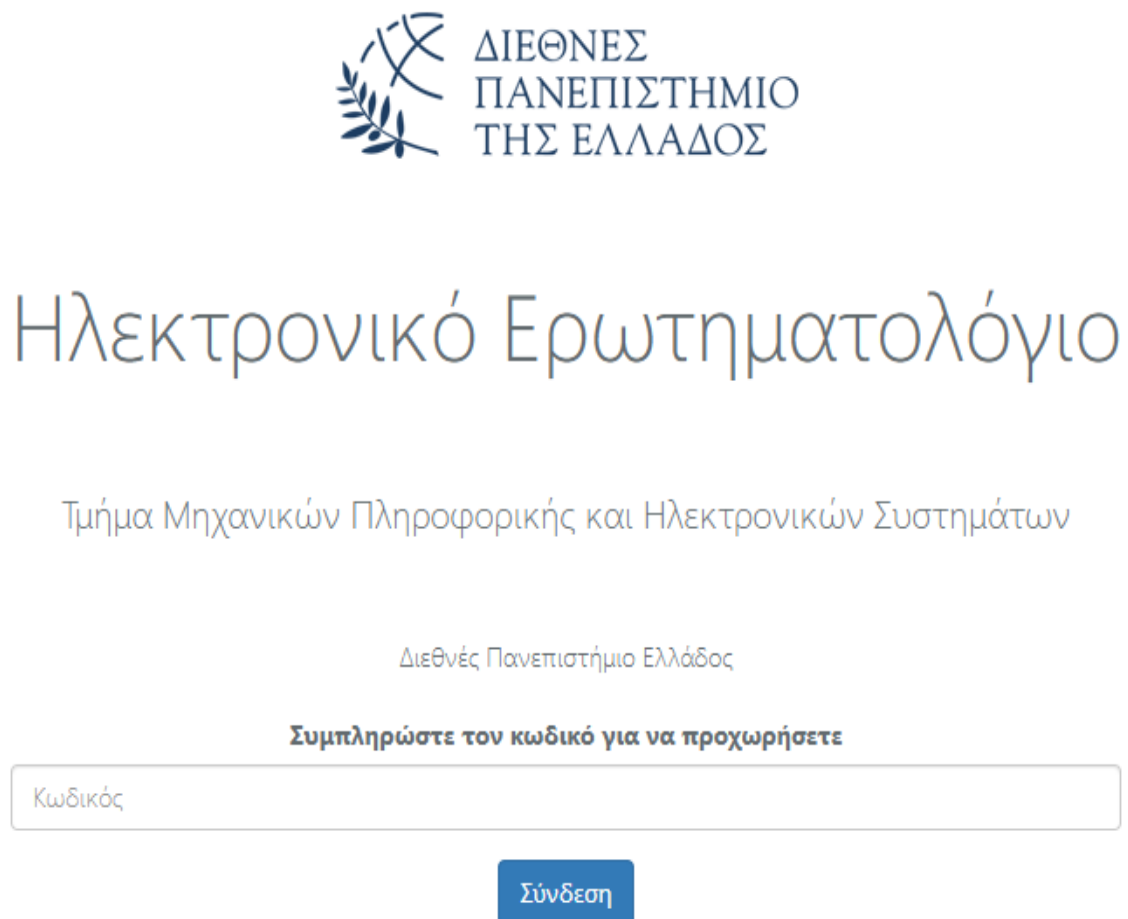 ΔΙΕΘΝΕΣ
ΠΑΝΕΠΙΣΤΗΜΙΟ
ΤΗΣ ΕΛΛΑΔΟΣ
Ηλεκτρονικό Ερωτηματολόγιο
Τμήμα Μηχανικών Πληροφορικής και Ηλεκτρονικών Συστημάτων
Διεθνές Πανεπιστήμιο Ελλάδος
Συμπληρώστε τον κωδικό για να προχωρήσετε
Κωδικός
Σύνδεση